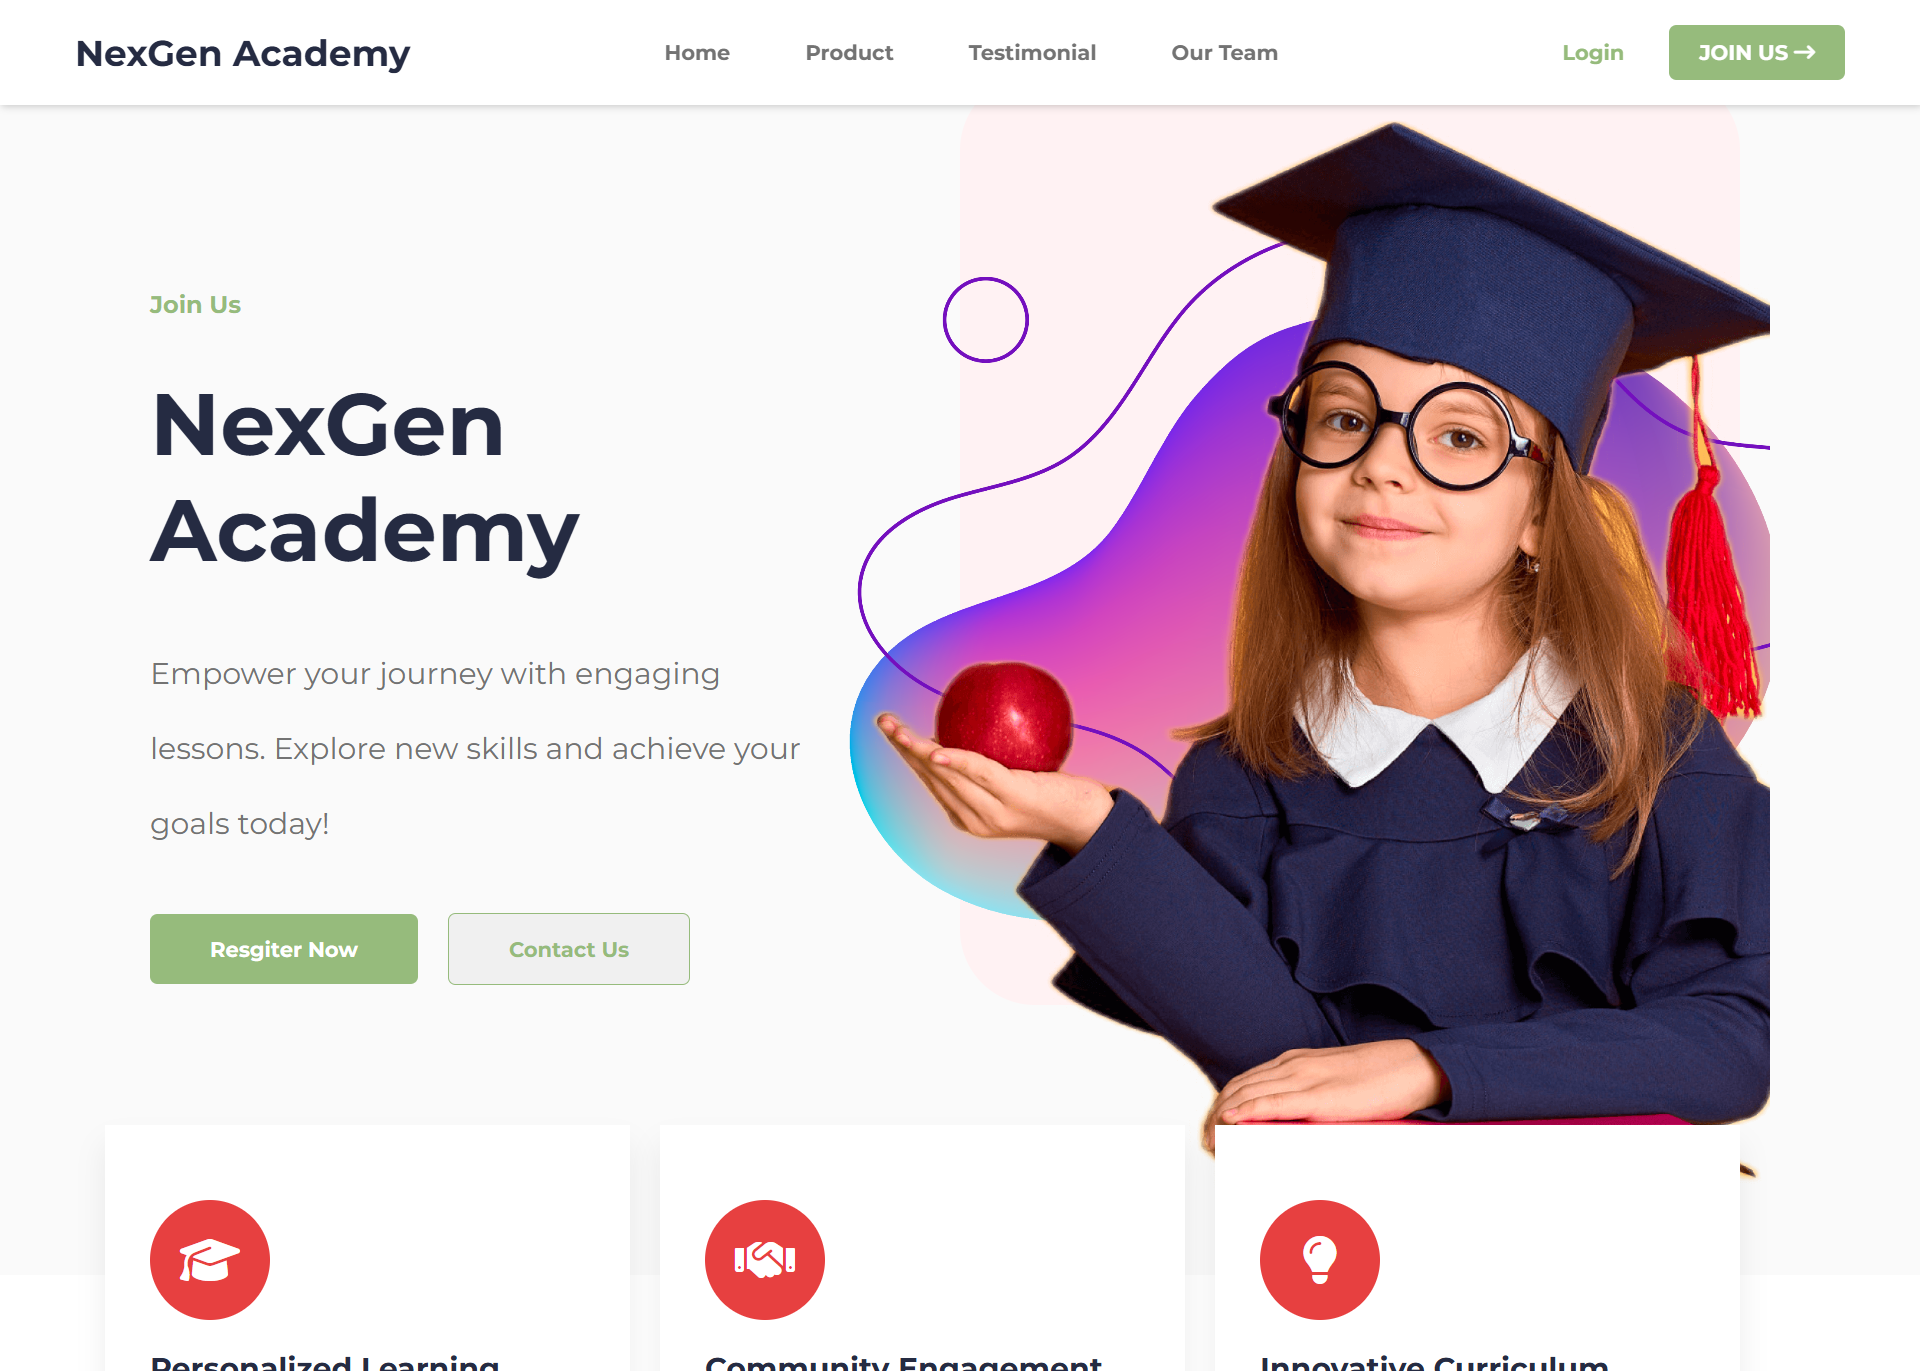 NexGen Academy
Home
Product
Testimonial
Our Team
Login
JOIN US
Join Us
NexGen
Academy
Empower your journey with engaging
lessons. Explore new skills and achieve your
goals today!
Resgiter Now
Contact Us
Personalized Learning
Community Engagement
Innovative Curriculum